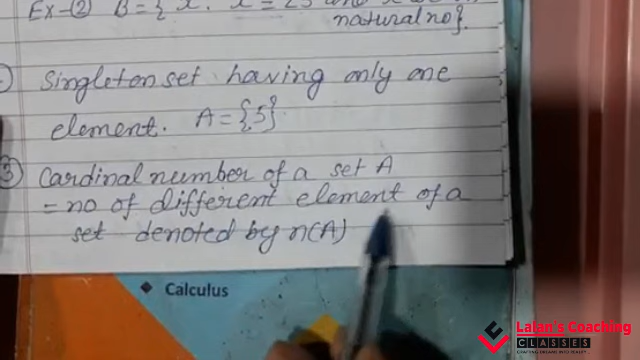 Ex-② B = { x : x = 25 and x
natural no}.
Singleton set having only one
element. A = {5}
③ Cardinal number of a set A
= no of different element of a
set denoted by n(A)
◆ Calculus
Lalan's Coaching
CLASSES